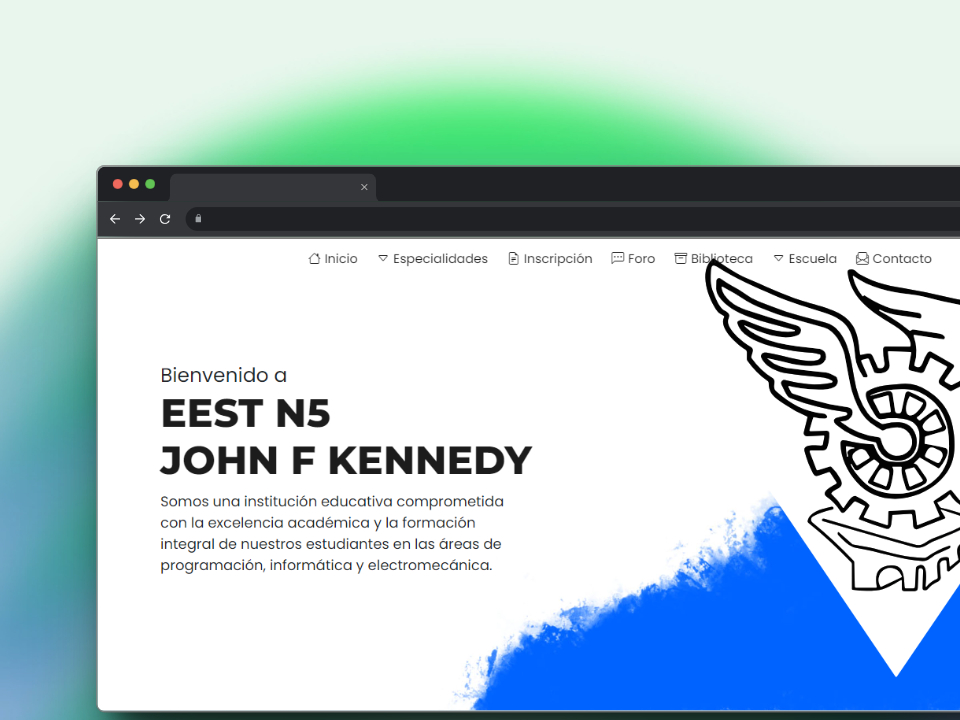 Inicio Especialidades Inscripción Foro Biblioteca Escuela Contacto
Bienvenido a
EEST N5
JOHN F KENNEDY
Somos una institución educativa comprometida
con la excelencia académica y la formación
integral de nuestros estudiantes en las áreas de
programación, informática y electromecánica.